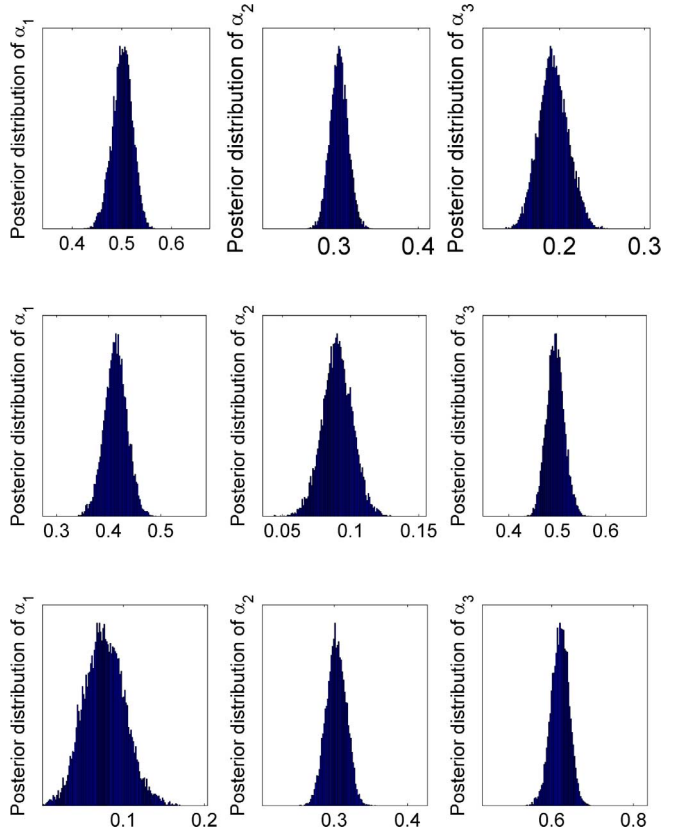 Posterior distribution of α₁
0.4 0.5 0.6
Posterior distribution of α₂
0.3 0.4
Posterior distribution of α₃
0.2 0.3
Posterior distribution of α₁
0.3 0.4 0.5
Posterior distribution of α₂
0.05 0.1 0.15
Posterior distribution of α₃
0.4 0.5 0.6
Posterior distribution of α₁
0.1 0.2
Posterior distribution of α₂
0.3 0.4
Posterior distribution of α₃
0.6 0.8